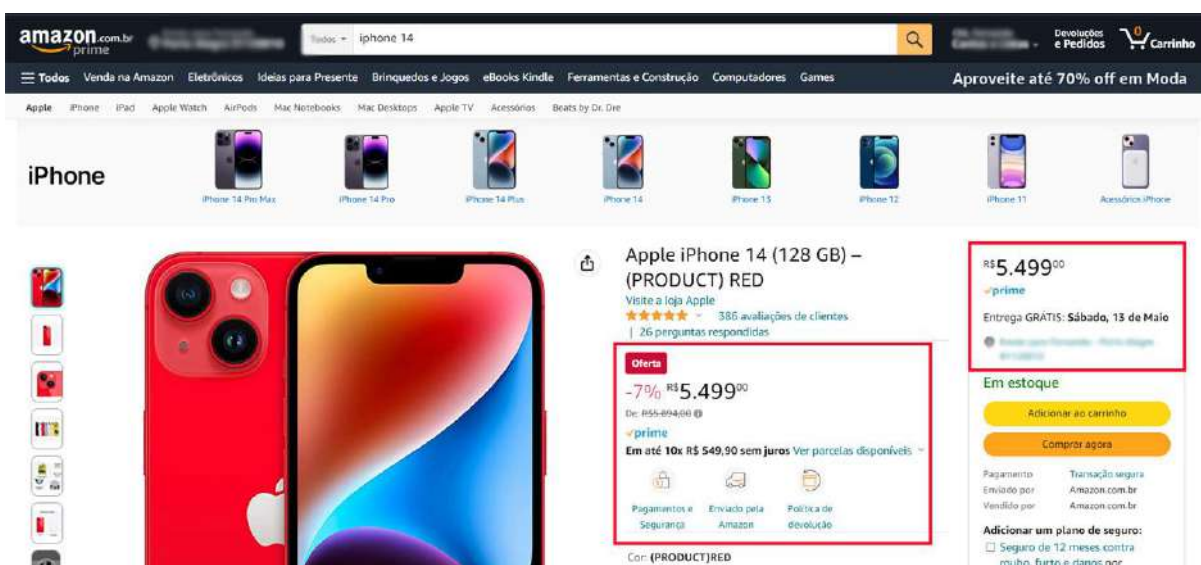 amazon.com.br
prime
Todos
iphone 14
Devoluções
e Pedidos
0
Carrinho
Todos Venda na Amazon Eletrônicos Ideias para Presente Brinquedos e Jogos eBooks Kindle Ferramentas e Construção Computadores Games
Aproveite até 70% off em Moda
Apple iPhone iPad Apple Watch AirPods Mac Notebooks Mac Desktops Apple TV Acessórios Beats by Dr. Dre
iPhone
iPhone 14 Pro Max iPhone 14 Pro iPhone 14 Plus iPhone 14 iPhone 13 iPhone 12 iPhone 11 Acessórios iPhone
Apple iPhone 14 (128 GB) –
(PRODUCT) RED
Visite a loja Apple
386 avaliações de clientes
| 26 perguntas respondidas
Oferta
-7% R$5.49900
De: R$5.894,00
prime
Em até 10x R$ 549,90 sem juros Ver parcelas disponíveis
Pagamentos e
Segurança
Enviado pela
Amazon
Política de
devolução
Cor: (PRODUCT)RED
R$5.49900
prime
Entrega GRÁTIS: Sábado, 13 de Maio
Em estoque
Adicionar ao carrinho
Comprar agora
Pagamento Transação segura
Enviado por Amazon.com.br
Vendido por Amazon.com.br
Adicionar um plano de seguro:
Seguro de 12 meses contra
roubo, furto e danos por